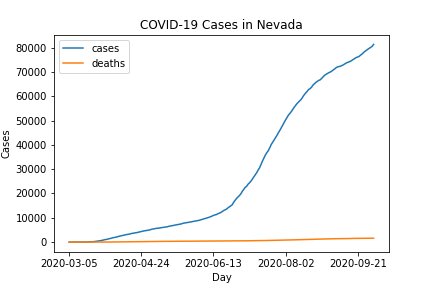 COVID-19 Cases in Nevada
cases
deaths
80000
70000
60000
50000
40000
30000
20000
10000
0
Cases
2020-03-05 2020-04-24 2020-06-13 2020-08-02 2020-09-21
Day